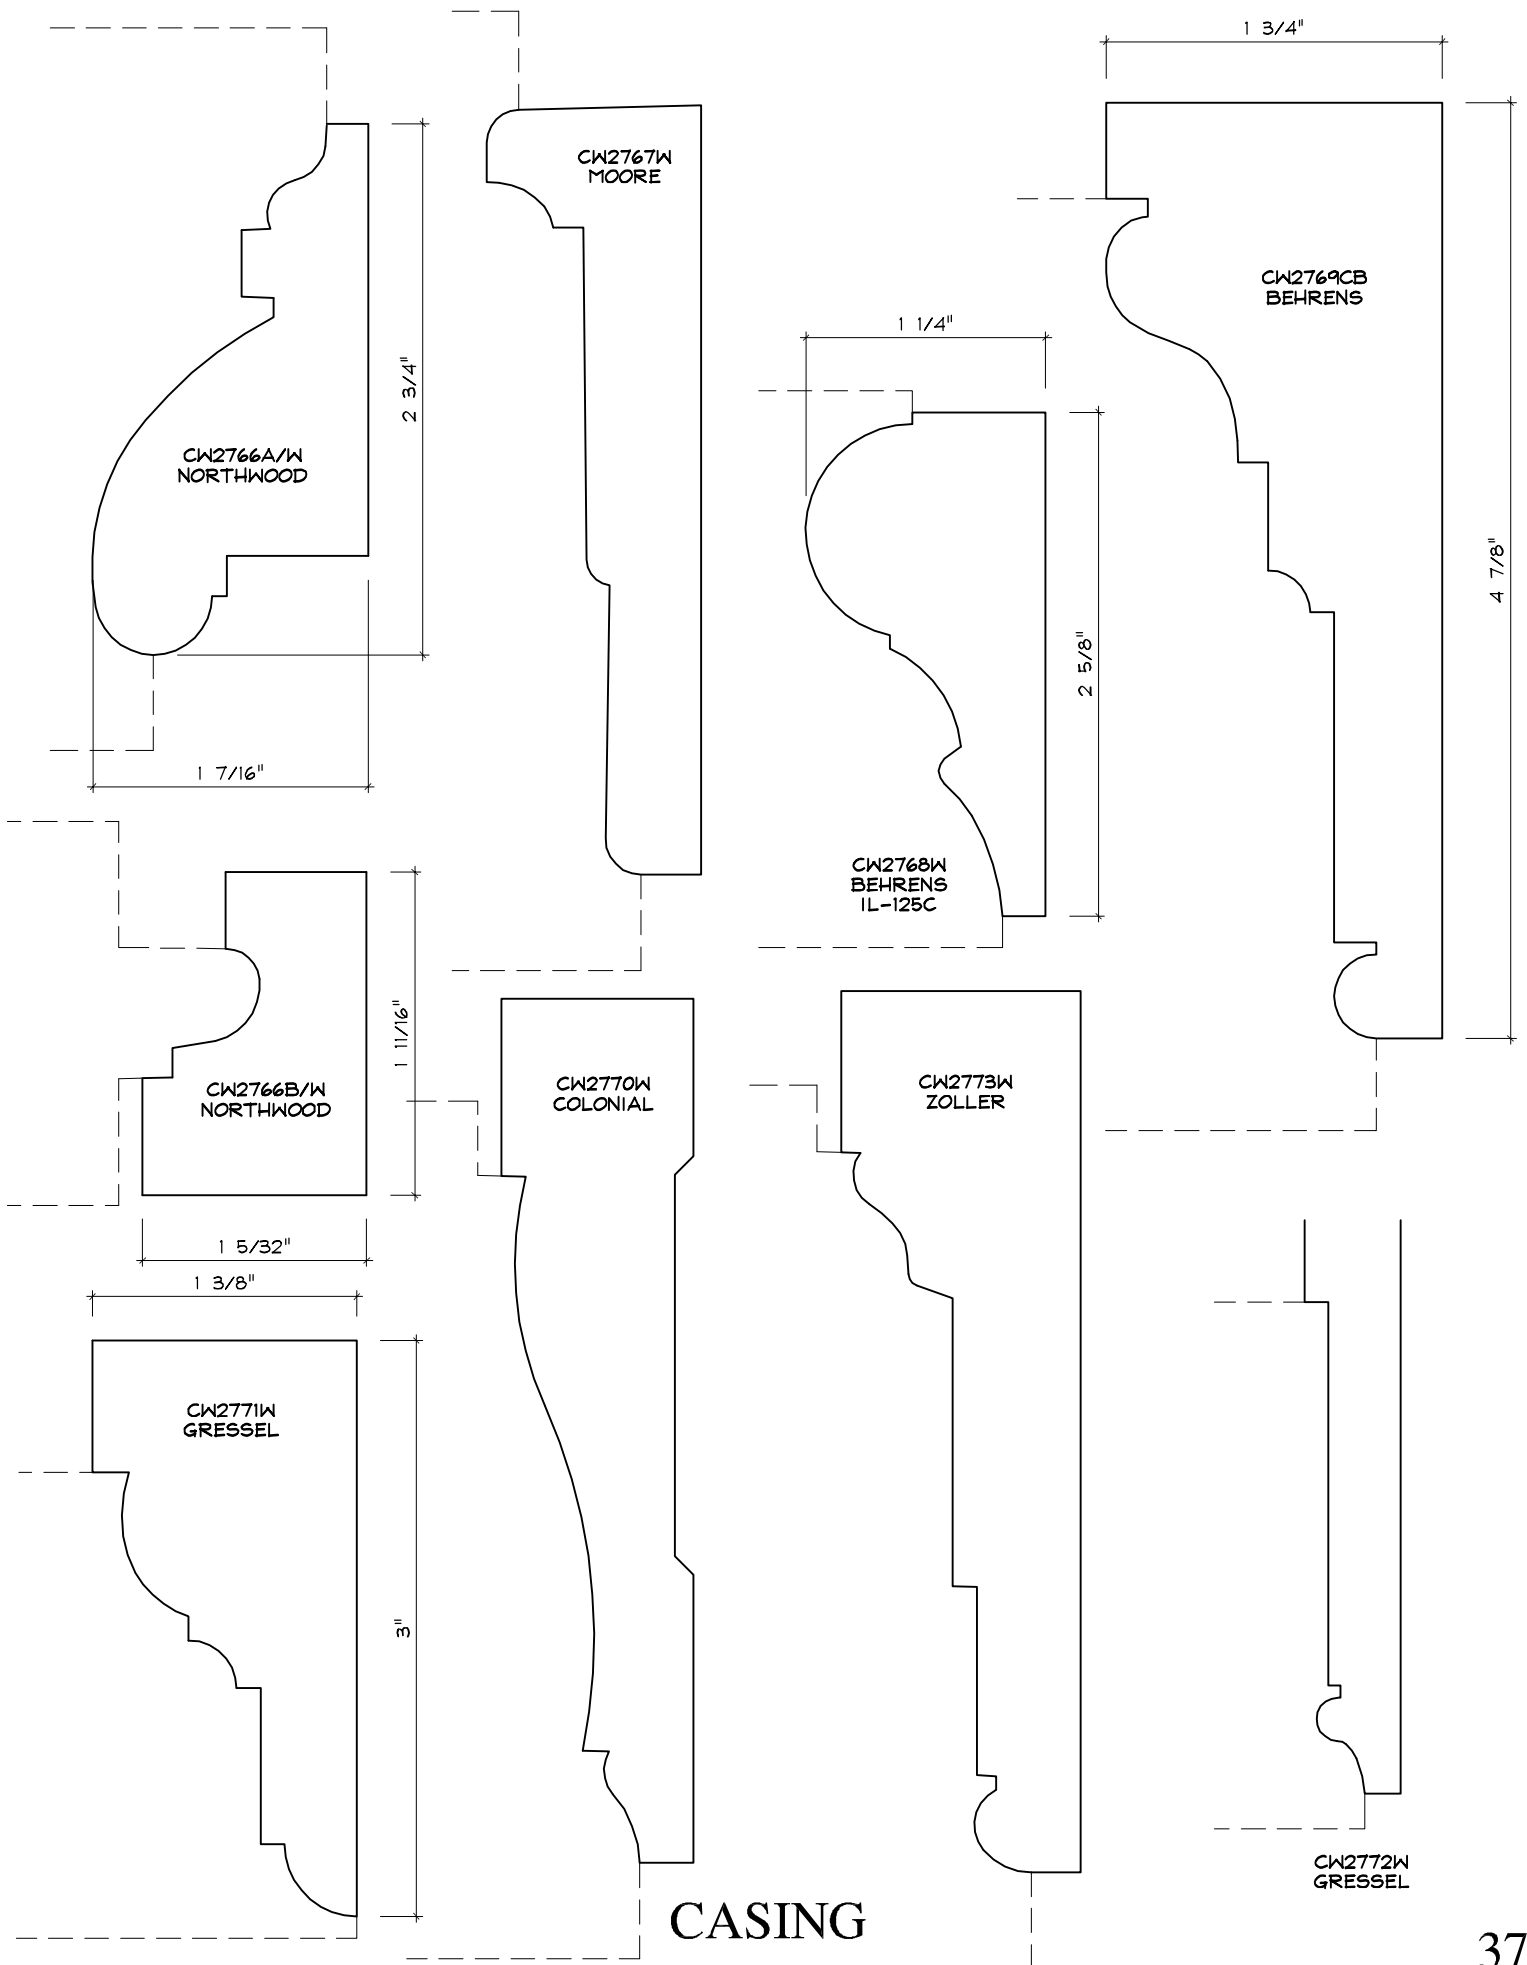 1 3/4"
CW2767W
MOORE
CW2769CB
BEHRENS
1 1/4"
2 3/4"
CW2766A/W
NORTHWOOD
4 7/8"
2 5/8"
1 7/16"
CW2768W
BEHRENS
IL-125C
1 11/16"
CW2766B/W
NORTHWOOD
CW2770W
COLONIAL
CW2773W
ZOLLER
1 5/32"
1 3/8"
CW2771W
GRESSEL
3"
CW2772W
GRESSEL
CASING
37